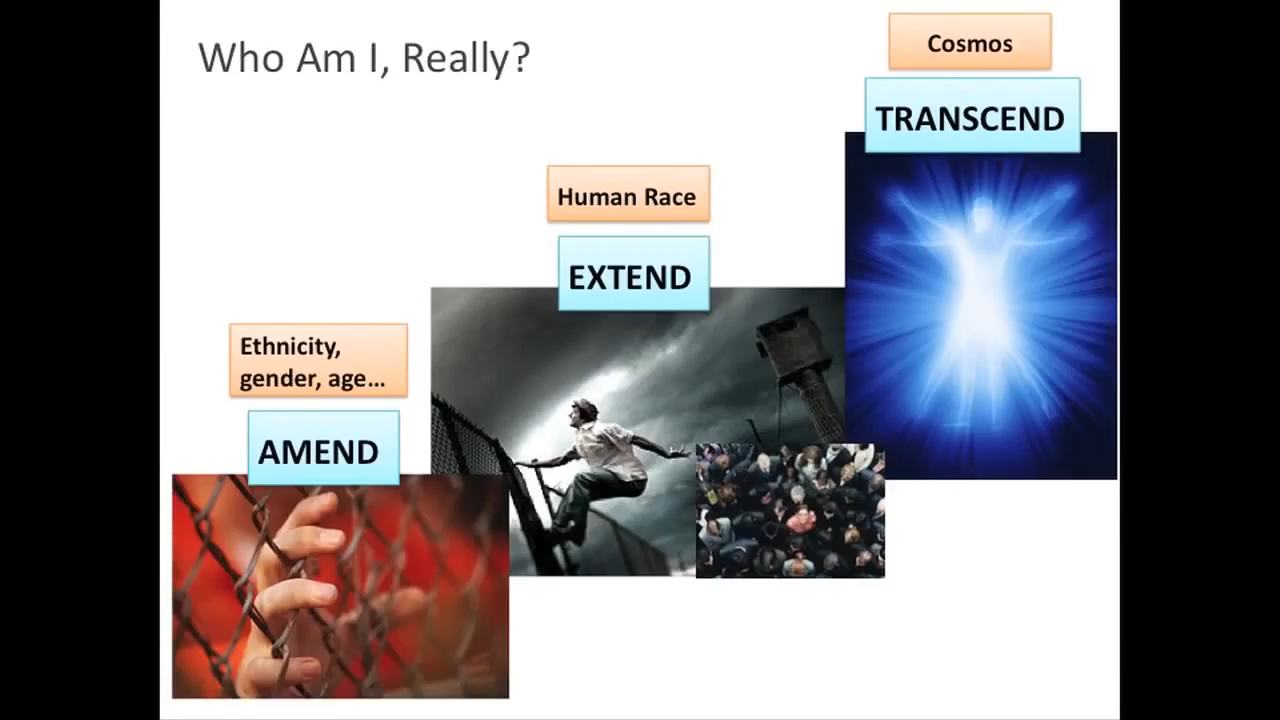 Who Am I, Really?
Cosmos
TRANSCEND
Human Race
EXTEND
Ethnicity,
gender, age...
AMEND